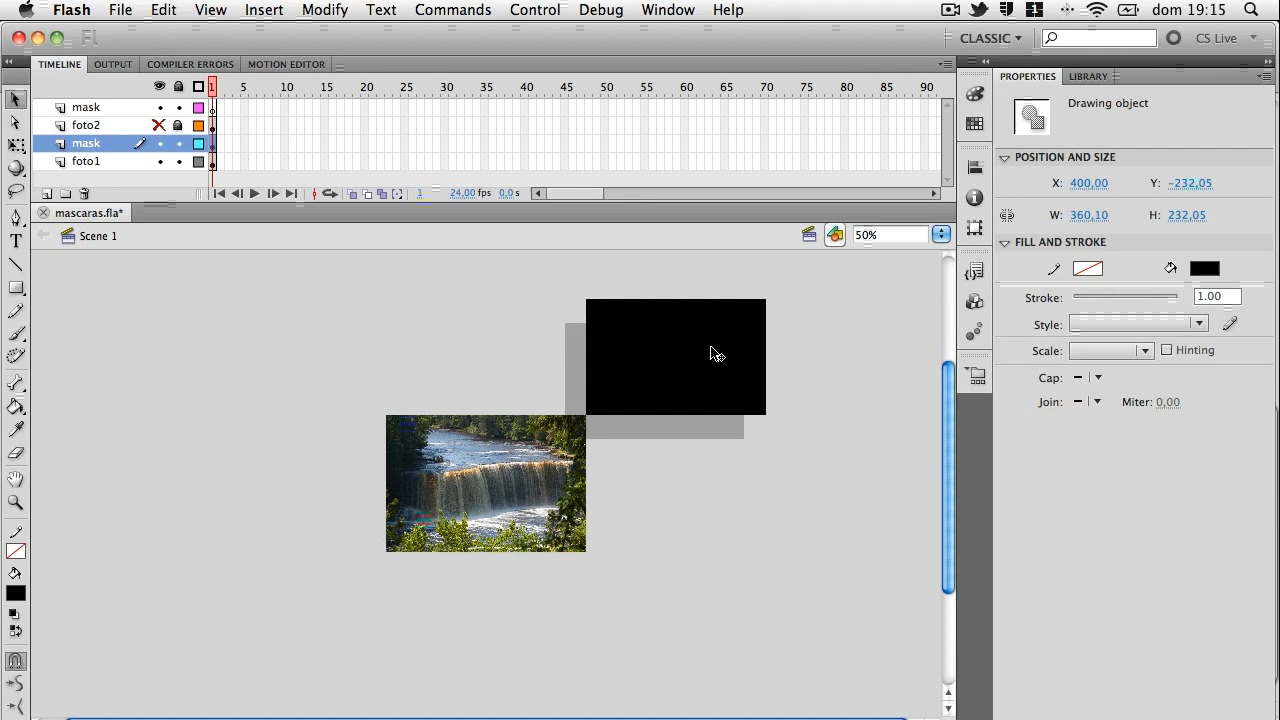 Flash File Edit View Insert Modify Text Commands Control Debug Window Help 1 dom 19:15
Fl CLASSIC CS Live
TIMELINE OUTPUT COMPILER ERRORS MOTION EDITOR
PROPERTIES LIBRARY
1 5 10 15 20 25 30 35 40 45 50 55 60 65 70 75 80 85 90
mask
foto2
mask
foto1
1 24,00 fps 0,0 s
mascaras.fla*
Scene 1 50%
Drawing object
POSITION AND SIZE
X: 400,00 Y: -232,05
W: 360,10 H: 232,05
FILL AND STROKE
Stroke: 1.00
Style:
Scale: Hinting
Cap:
Join: Miter: 0,00
T